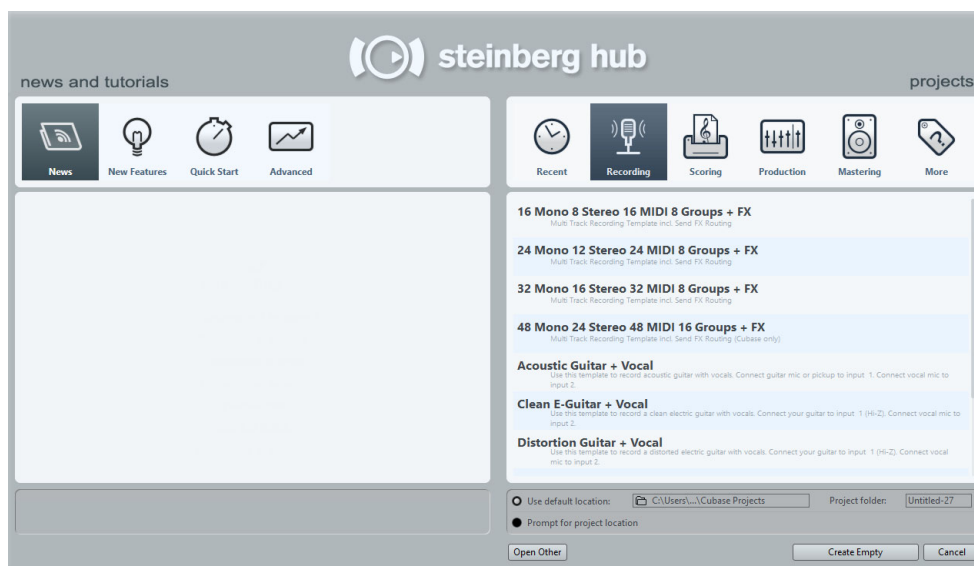 steinberg hub
news and tutorials
projects
News
New Features
Quick Start
Advanced
Recent
Recording
Scoring
Production
Mastering
More
16 Mono 8 Stereo 16 MIDI 8 Groups + FX
Multi Track Recording Template incl. Send FX Routing
24 Mono 12 Stereo 24 MIDI 8 Groups + FX
Multi Track Recording Template incl. Send FX Routing
32 Mono 16 Stereo 32 MIDI 8 Groups + FX
Multi Track Recording Template incl. Send FX Routing
48 Mono 24 Stereo 48 MIDI 16 Groups + FX
Multi Track Recording Template incl. Send FX Routing (Cubase only)
Acoustic Guitar + Vocal
Use this template to record acoustic guitar with vocals. Connect guitar mic or pickup to input 1. Connect vocal mic to
input 2.
Clean E-Guitar + Vocal
Use this template to record a clean electric guitar with vocals. Connect your guitar to input 1 (Hi-Z). Connect vocal mic to
input 2.
Distortion Guitar + Vocal
Use this template to record a distorted electric guitar with vocals. Connect your guitar to input 1 (Hi-Z). Connect vocal
mic to input 2.
Use default location:
C:\Users\...\Cubase Projects
Project folder:
Untitled-27
Prompt for project location
Open Other
Create Empty
Cancel